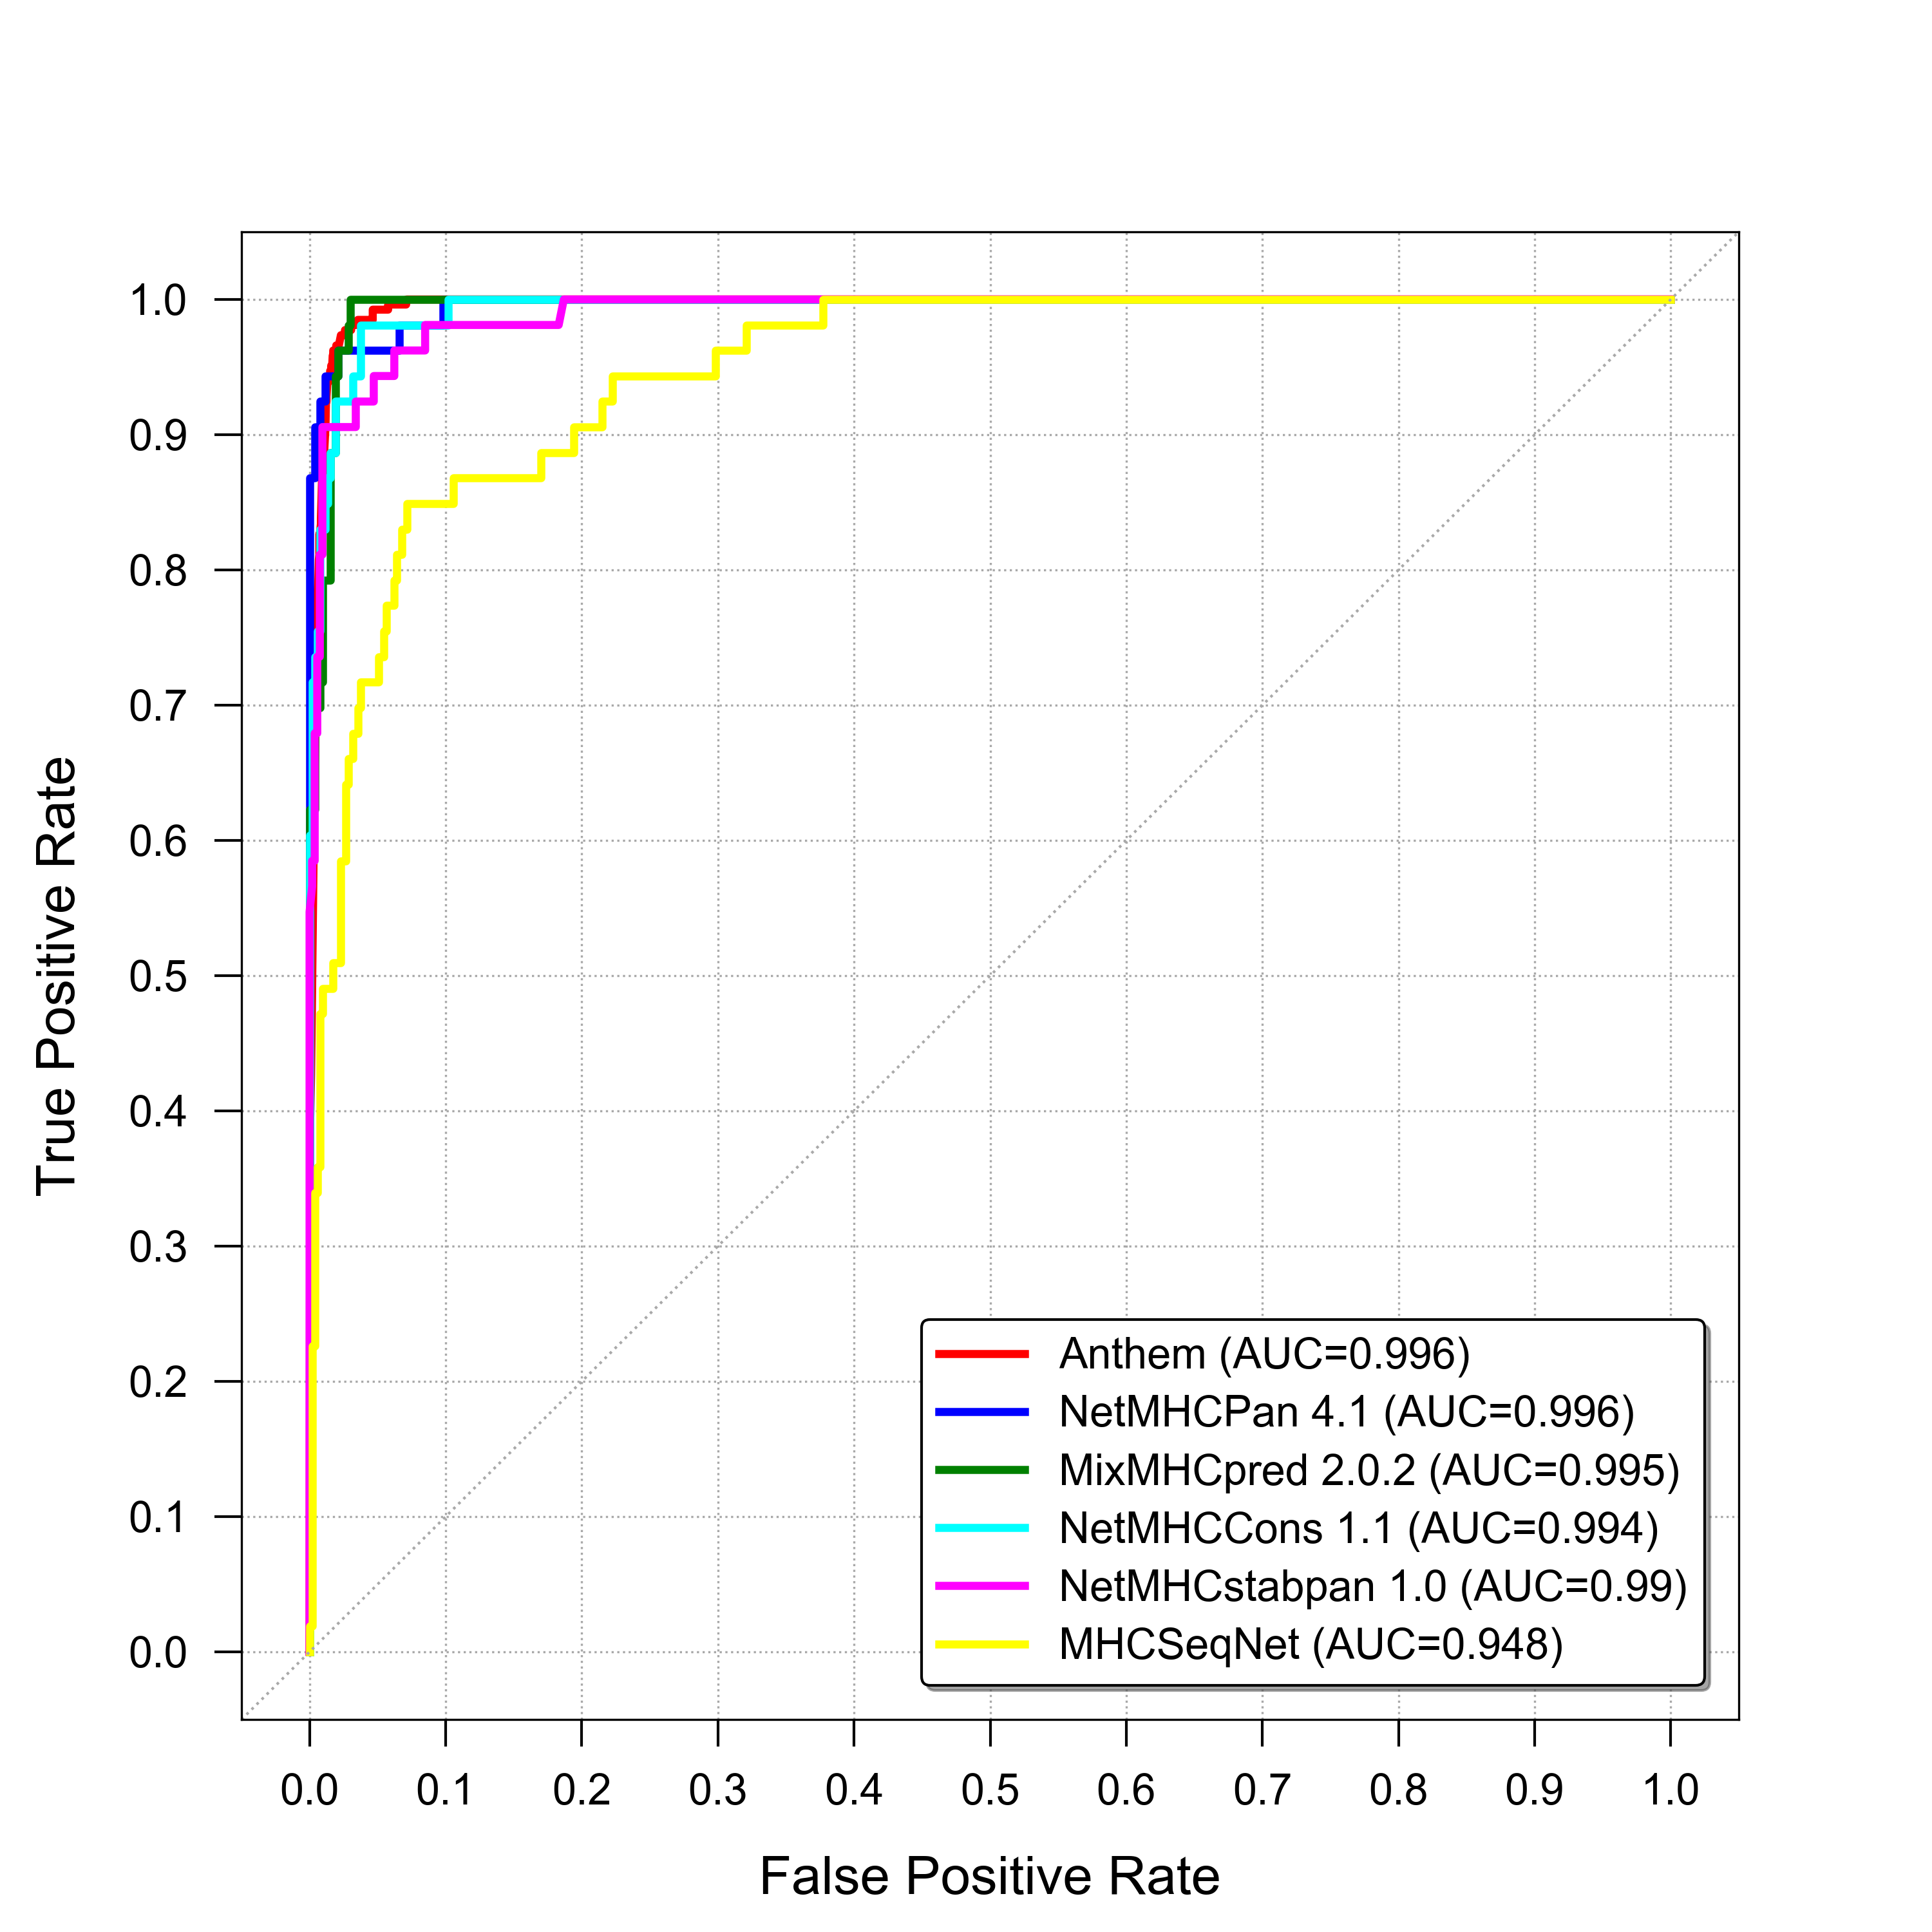 1.0
0.9
0.8
0.7
0.6
0.5
0.4
0.3
0.2
0.1
0.0
True Positive Rate
Anthem (AUC=0.996)
NetMHCPan 4.1 (AUC=0.996)
MixMHCpred 2.0.2 (AUC=0.995)
NetMHCCons 1.1 (AUC=0.994)
NetMHCstabpan 1.0 (AUC=0.99)
MHCSeqNet (AUC=0.948)
0.0 0.1 0.2 0.3 0.4 0.5 0.6 0.7 0.8 0.9 1.0
False Positive Rate